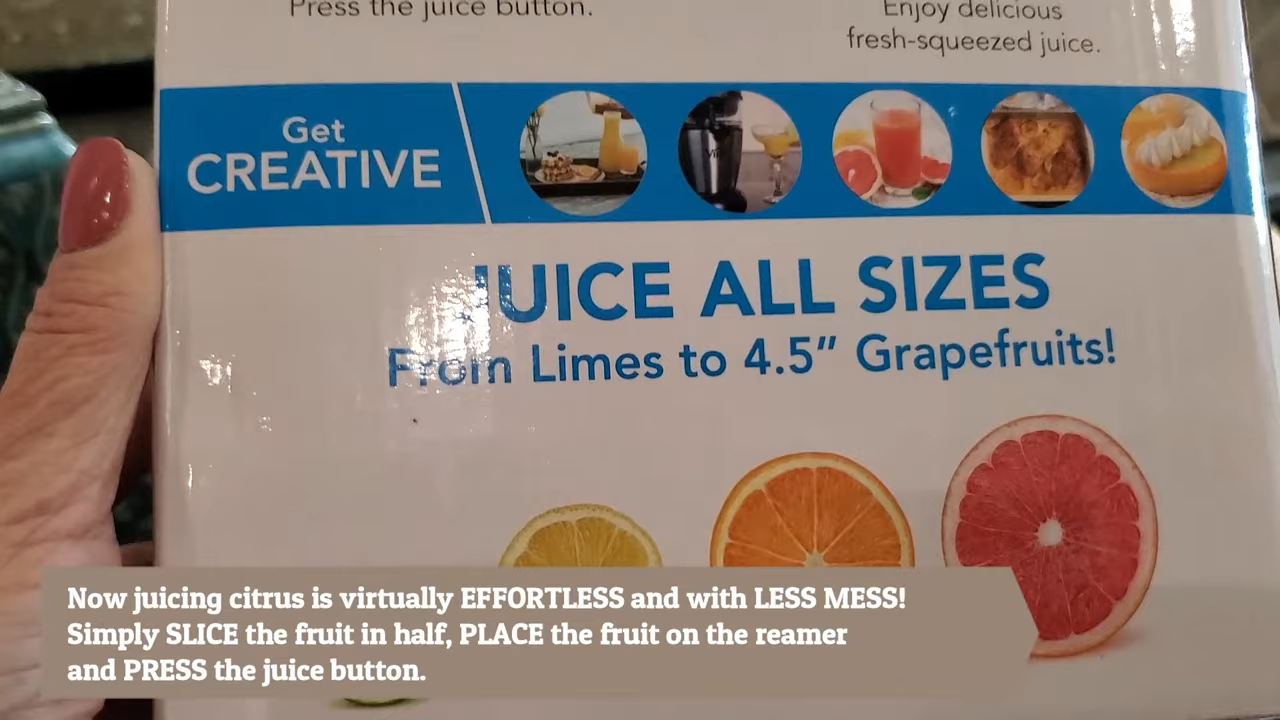 Press the juice button.
Enjoy delicious
fresh-squeezed juice.
Get
CREATIVE
JUICE ALL SIZES
From Limes to 4.5” Grapefruits!
Now juicing citrus is virtually EFFORTLESS and with LESS MESS!
Simply SLICE the fruit in half, PLACE the fruit on the reamer
and PRESS the juice button.